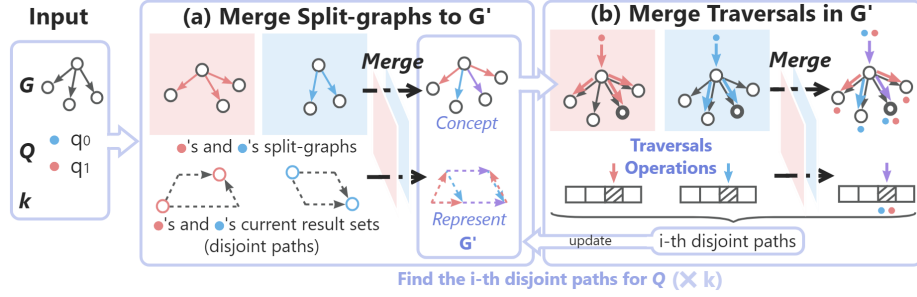 Input
(a) Merge Split-graphs to G'
(b) Merge Traversals in G'
G
Q
q0
q1
k
Merge
Concept
's and 's split-graphs
Represent
's and 's current result sets
(disjoint paths)
G'
Merge
Traversals
Operations
update
i-th disjoint paths
Find the i-th disjoint paths for Q (× k)